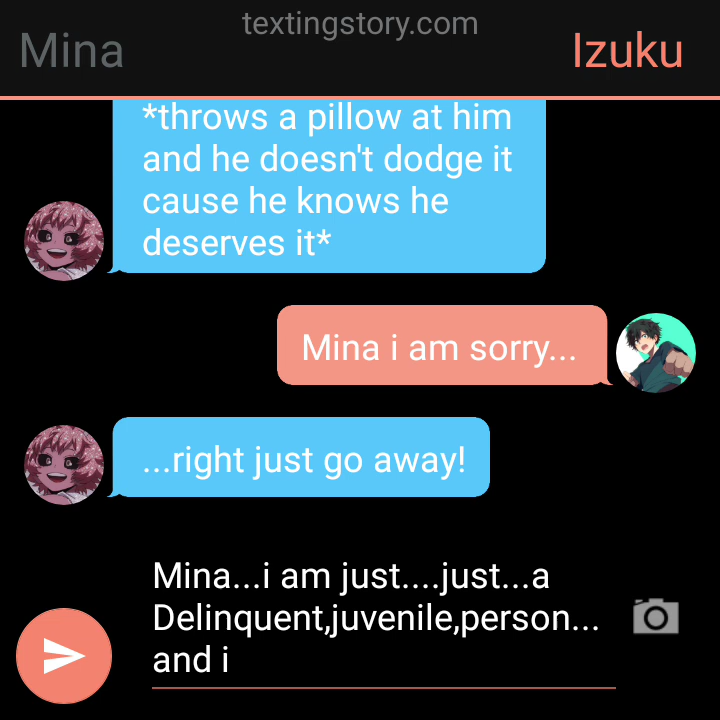 textingstory.com
Mina
Izuku
*throws a pillow at him
and he doesn't dodge it
cause he knows he
deserves it*
Mina i am sorry...
...right just go away!
Mina...i am just....just...a
Delinquent,juvenile,person...
and i